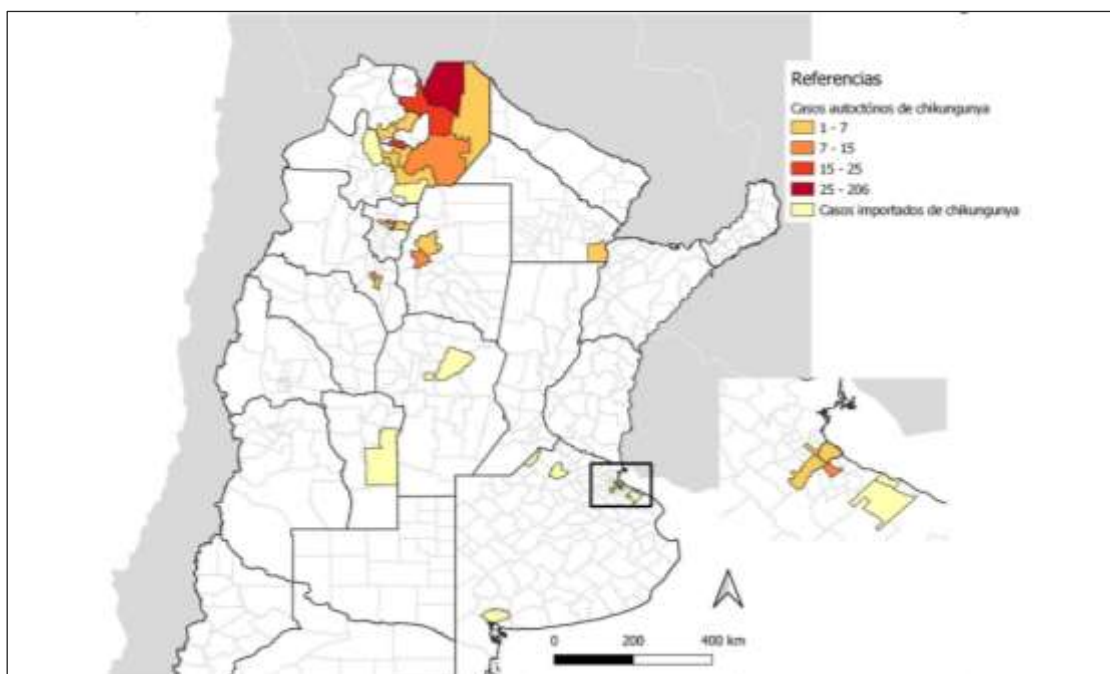 Referencias
Casos autoctónos de chikungunya
1 - 7
7 - 15
15 - 25
25 - 206
Casos importados de chikungunya
0 200 400 km